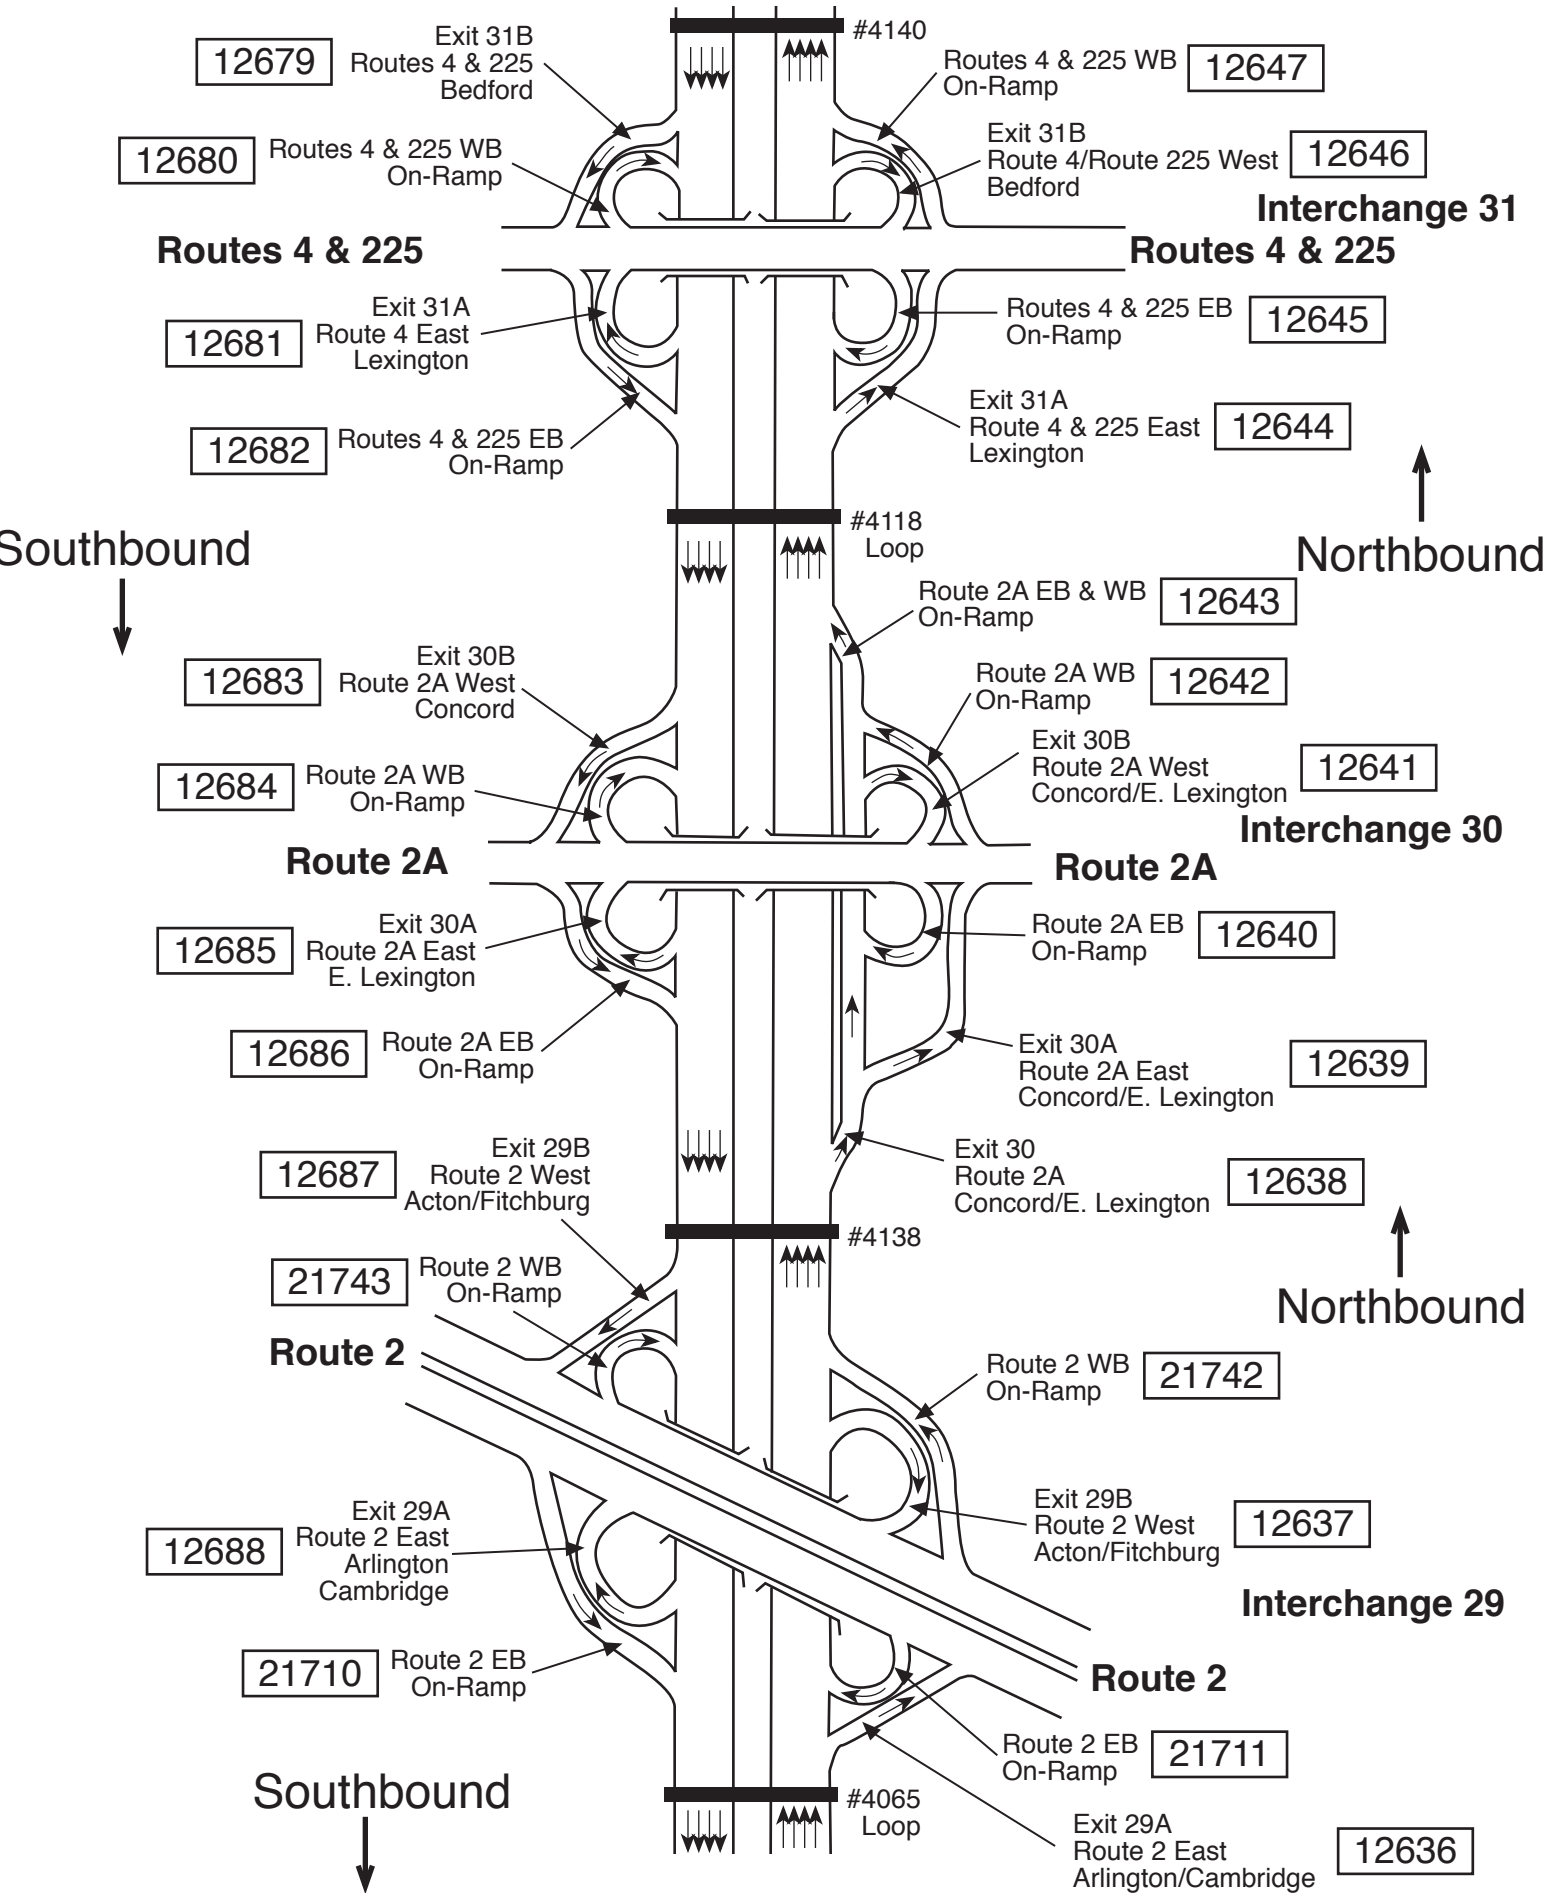 #4140
Exit 31B
Routes 4 & 225
Bedford
12679
Routes 4 & 225 WB
On-Ramp
12647
Routes 4 & 225 WB
On-Ramp
12680
Exit 31B
Route 4/Route 225 West
Bedford
12646
Interchange 31
Routes 4 & 225
Routes 4 & 225
Exit 31A
Route 4 East
Lexington
12681
Routes 4 & 225 EB
On-Ramp
12645
Exit 31A
Route 4 & 225 East
Lexington
12644
Routes 4 & 225 EB
On-Ramp
12682
#4118
Loop
Southbound
Northbound
Route 2A EB & WB
On-Ramp
12643
Exit 30B
Route 2A West
Concord
12683
Route 2A WB
On-Ramp
12642
Exit 30B
Route 2A West
Concord/E. Lexington
12641
Route 2A WB
On-Ramp
12684
Interchange 30
Route 2A
Route 2A
Exit 30A
Route 2A East
E. Lexington
12685
Route 2A EB
On-Ramp
12640
Route 2A EB
On-Ramp
12686
Exit 30A
Route 2A East
Concord/E. Lexington
12639
Exit 29B
Route 2 West
Acton/Fitchburg
12687
Exit 30
Route 2A
Concord/E. Lexington
12638
#4138
Route 2 WB
On-Ramp
21743
Northbound
Route 2
Route 2 WB
On-Ramp
21742
Exit 29B
Route 2 West
Acton/Fitchburg
12637
Exit 29A
Route 2 East
Arlington
Cambridge
12688
Interchange 29
Route 2 EB
On-Ramp
21710
Route 2
Route 2 EB
On-Ramp
21711
Southbound
#4065
Loop
Exit 29A
Route 2 East
Arlington/Cambridge
12636